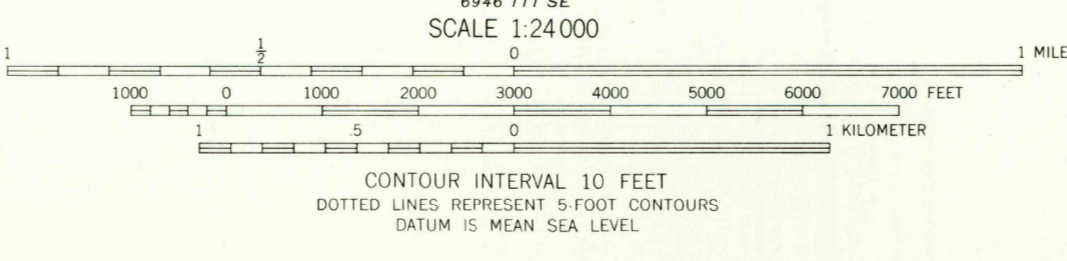 SCALE 1:24 000
1 1/2 0 1 MILE
1000 0 1000 2000 3000 4000 5000 6000 7000 FEET
1 .5 0 1 KILOMETER
CONTOUR INTERVAL 10 FEET
DOTTED LINES REPRESENT 5-FOOT CONTOURS
DATUM IS MEAN SEA LEVEL